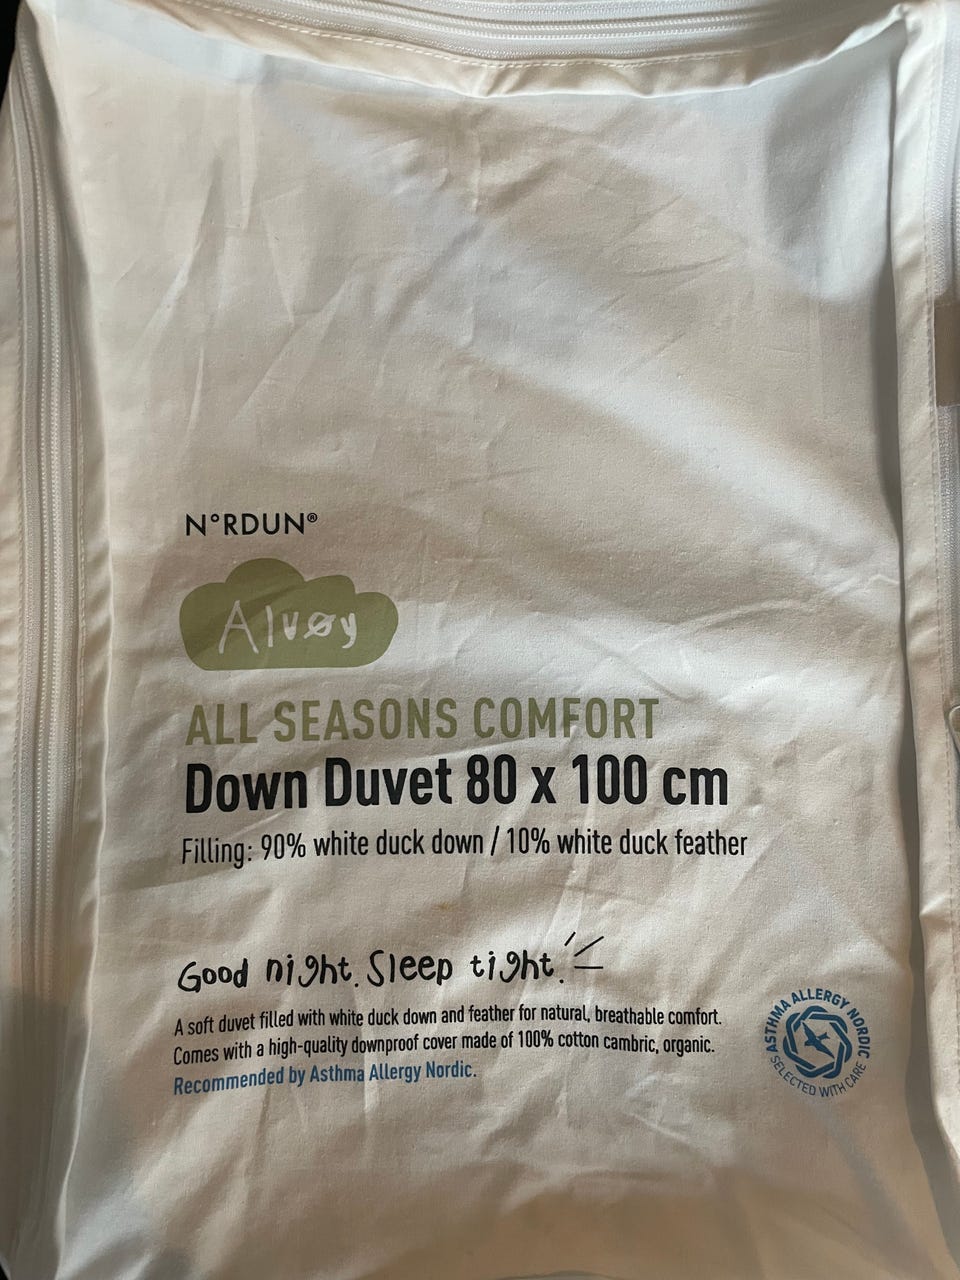 N°RDUN®
Alvøy
ALL SEASONS COMFORT
Down Duvet 80 x 100 cm
Filling: 90% white duck down / 10% white duck feather
Good night. Sleep tight.
A soft duvet filled with white duck down and feather for natural, breathable comfort.
Comes with a high-quality downproof cover made of 100% cotton cambric, organic.
Recommended by Asthma Allergy Nordic.
ASTHMA ALLERGY NORDIC
SELECTED WITH CARE